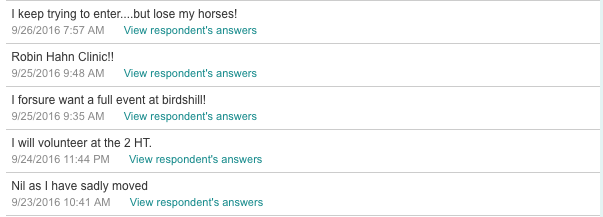 I keep trying to enter....but lose my horses!
9/26/2016 7:57 AM View respondent's answers
Robin Hahn Clinic!!
9/25/2016 9:48 AM View respondent's answers
I forsure want a full event at birdshill!
9/25/2016 9:35 AM View respondent's answers
I will volunteer at the 2 HT.
9/24/2016 11:44 PM View respondent's answers
Nil as I have sadly moved
9/23/2016 10:41 AM View respondent's answers